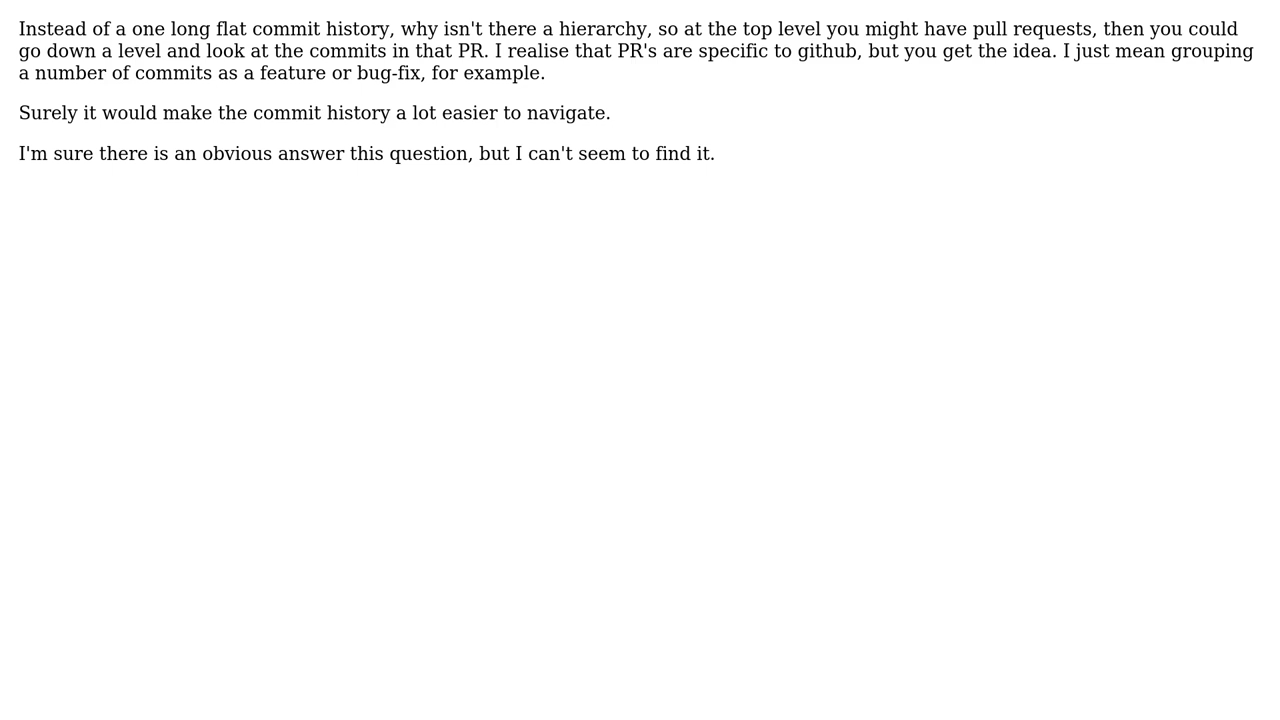 Instead of a one long flat commit history, why isn't there a hierarchy, so at the top level you might have pull requests, then you could
go down a level and look at the commits in that PR. I realise that PR's are specific to github, but you get the idea. I just mean grouping
a number of commits as a feature or bug-fix, for example.
Surely it would make the commit history a lot easier to navigate.
I'm sure there is an obvious answer this question, but I can't seem to find it.